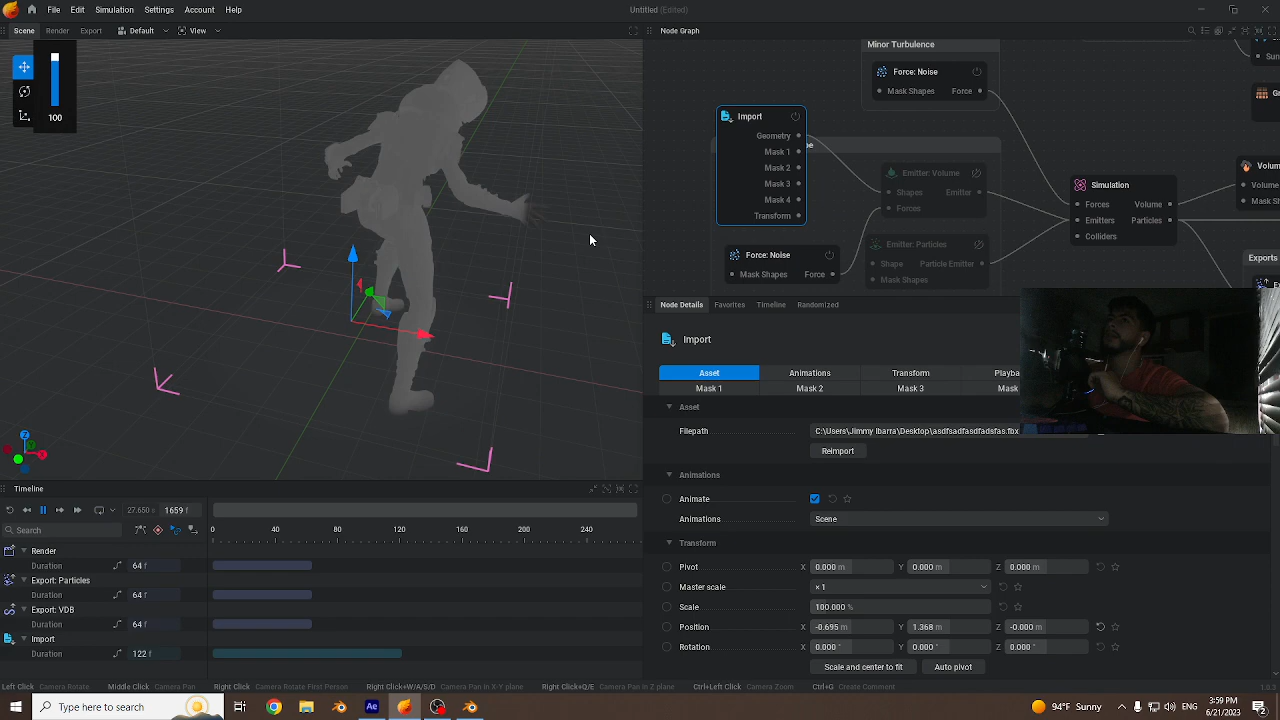 File Edit Simulation Settings Account Help
Untitled (Edited)
Scene Render Export Default View
100
Timeline
27.650 s 1659 f
Search
0 40 80 120 160 200 240
Render
Duration 64 f
Export: Particles
Duration 64 f
Export: VDB
Duration 64 f
Import
Duration 122 f
Node Graph
Minor Turbulence
Force: Noise
Mask Shapes Force
Import
Geometry
Mask 1
Mask 2
Mask 3
Mask 4
Transform
Emitter: Volume
Shapes Emitter
Forces
Force: Noise
Mask Shapes Force
Emitter: Particles
Shape Particle Emitter
Mask Shapes
Simulation
Forces Volume
Emitters Particles
Colliders
Exports
Node Details Favorites Timeline Randomized
Import
Asset Animations Transform
Mask 1 Mask 2 Mask 3
Asset
Filepath C:\Users\Jimmy Ibarra\Desktop\asdfsadfasdfadsfas.fbx
Reimport
Animations
Animate
Animations Scene
Transform
Pivot X 0.000 m Y 0.000 m Z 0.000 m
Master scale × 1
Scale 100.000 %
Position X -0.695 m Y 1.368 m Z -0.000 m
Rotation X 0.000 ° Y 0.000 ° Z 0.000 °
Scale and center to fit Auto pivot
Left Click Camera Rotate Middle Click Camera Pan Right Click Camera Rotate First Person Right Click+W/A/S/D Camera Pan In X-Y plane Right Click+Q/E Camera Pan In Z plane Ctrl+Left Click Camera Zoom Ctrl+G Create Comment
Type here to search
94°F Sunny
3:59 PM
6/21/2023